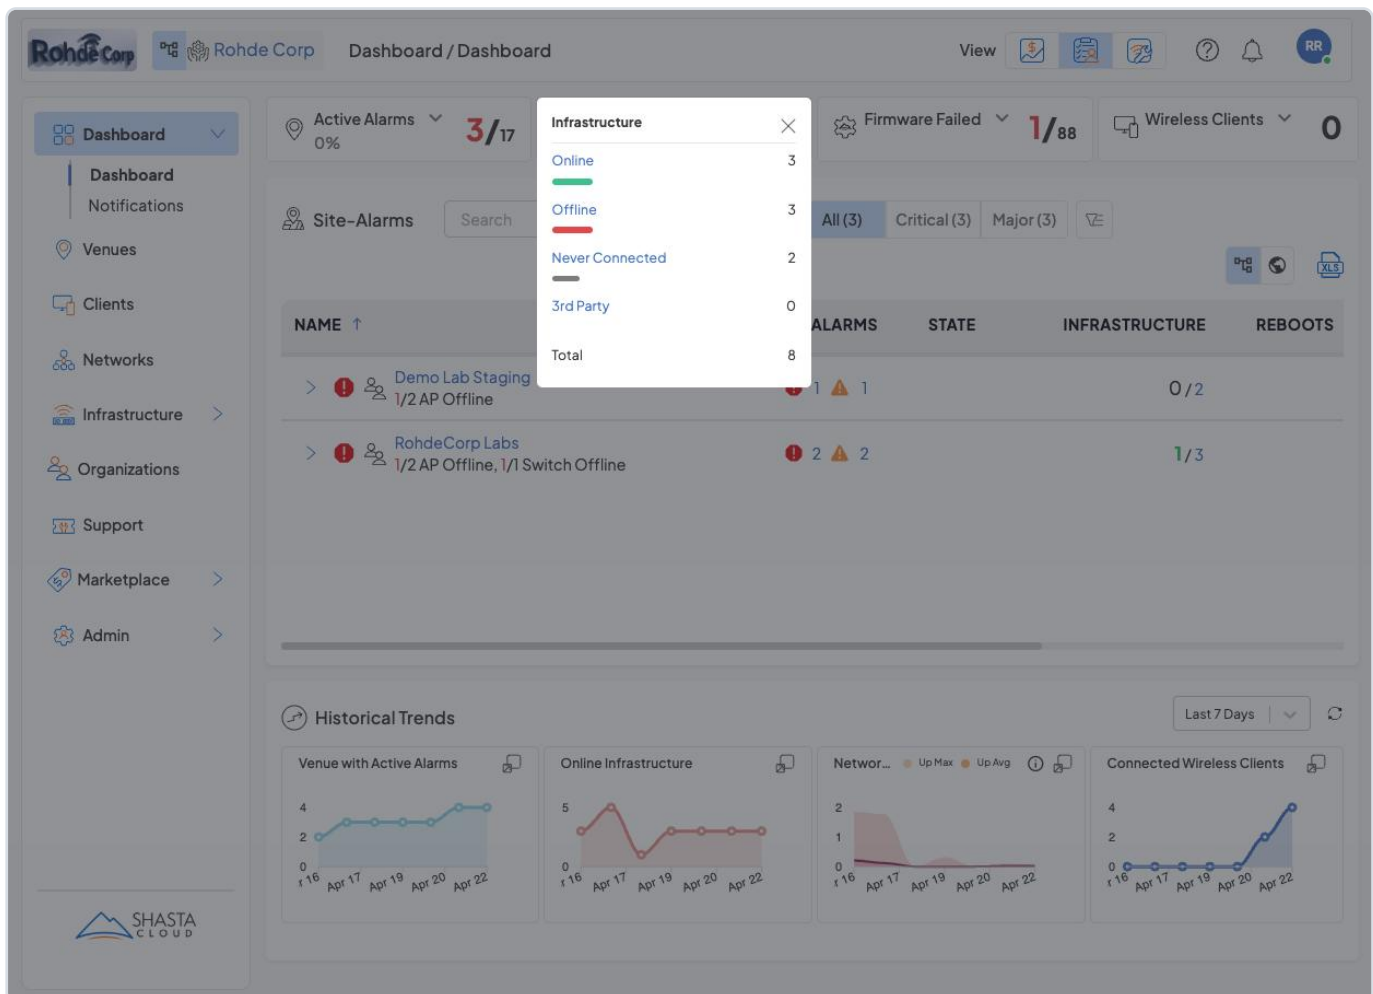 Rohde Corp
Rohde Corp
Dashboard / Dashboard
View
RR
Dashboard
Dashboard
Notifications
Venues
Clients
Networks
Infrastructure
Organizations
Support
Marketplace
Admin
SHASTA
CLOUD
Active Alarms
0%
3/17
Infrastructure
Online 3
Offline 3
Never Connected 2
3rd Party 0
Total 8
Firmware Failed
1/88
Wireless Clients
0
Site-Alarms
Search
All (3)
Critical (3)
Major (3)
XLS
NAME ↑ ALARMS STATE INFRASTRUCTURE REBOOTS
Demo Lab Staging
1/2 AP Offline
1 1
0/2
RohdeCorp Labs
1/2 AP Offline, 1/1 Switch Offline
2 2
1/3
Historical Trends
Last 7 Days
Venue with Active Alarms
4
2
0
r 16 Apr 17 Apr 19 Apr 20 Apr 22
Online Infrastructure
5
0
r 16 Apr 17 Apr 19 Apr 20 Apr 22
Networ... Up Max Up Avg
2
1
0
r 16 Apr 17 Apr 19 Apr 20 Apr 22
Connected Wireless Clients
4
2
0
r 16 Apr 17 Apr 19 Apr 20 Apr 22